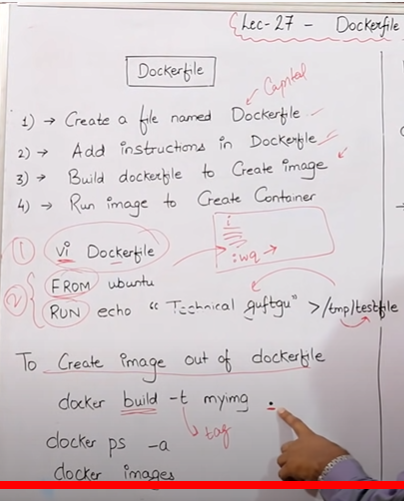 Lec-27 - Dockerfile
Dockerfile
Capital
1) → Create a file named Dockerfile
2) → Add instructions in Dockerfile
3) → Build dockerfile to Create image
4) → Run image to Create Container
i
:wq →
1 vi Dockerfile
2 FROM ubuntu
RUN echo "Technical guftgu" >/tmp/testfile
To Create image out of dockerfile
docker build -t myimg .
tag
docker ps -a
docker images